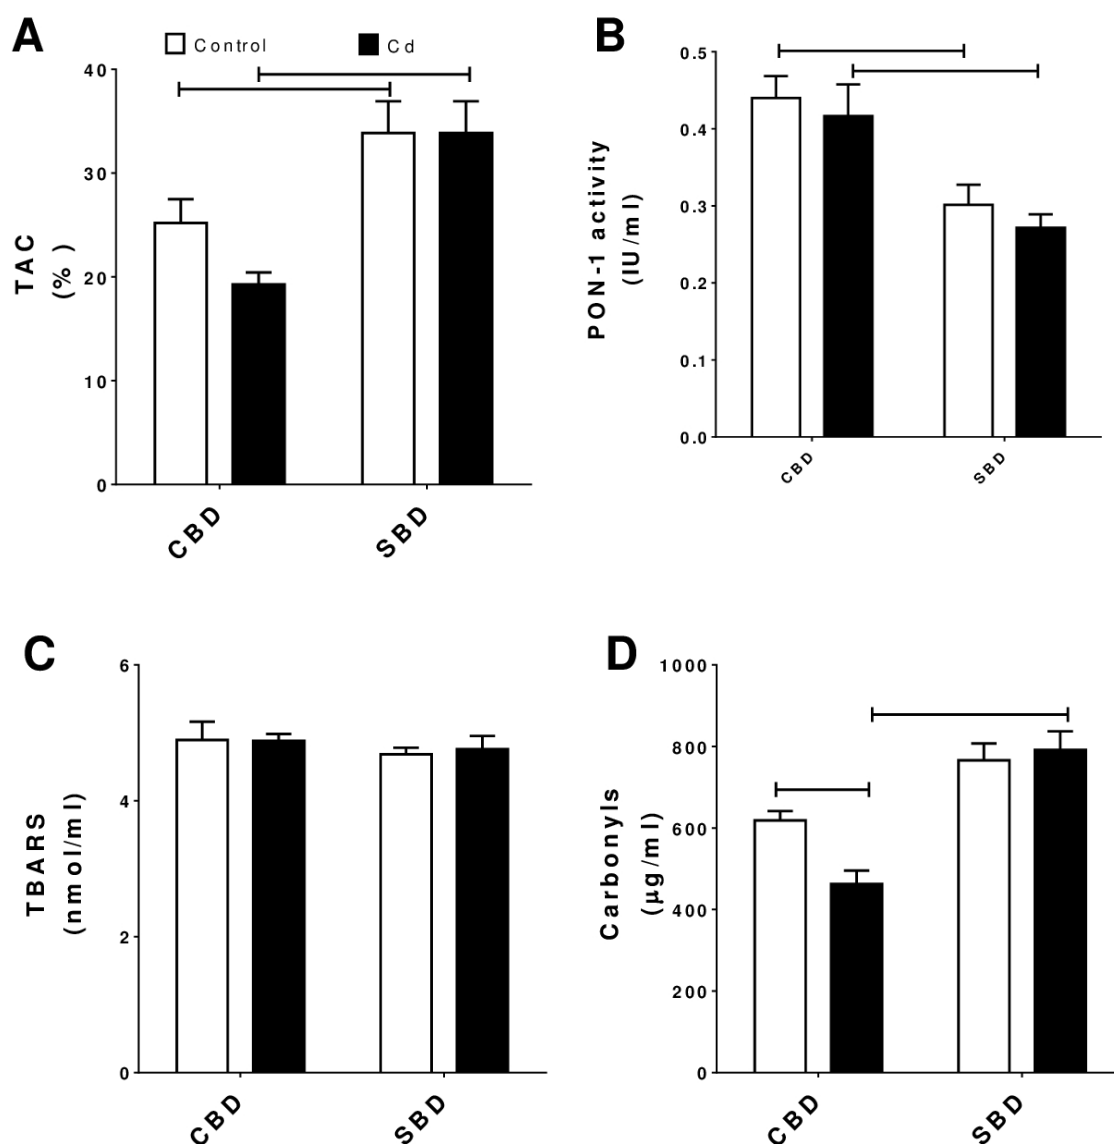 A
Control
Cd
TAC
(% )
40
30
20
10
0
CBD
SBD
B
PON-1 activity
(IU/ml)
0.5
0.4
0.3
0.2
0.1
0.0
CBD
SBD
C
TBARS
(nmol/ml)
6
4
2
0
CBD
SBD
D
Carbonyls
(µg/ml)
1000
800
600
400
200
0
CBD
SBD